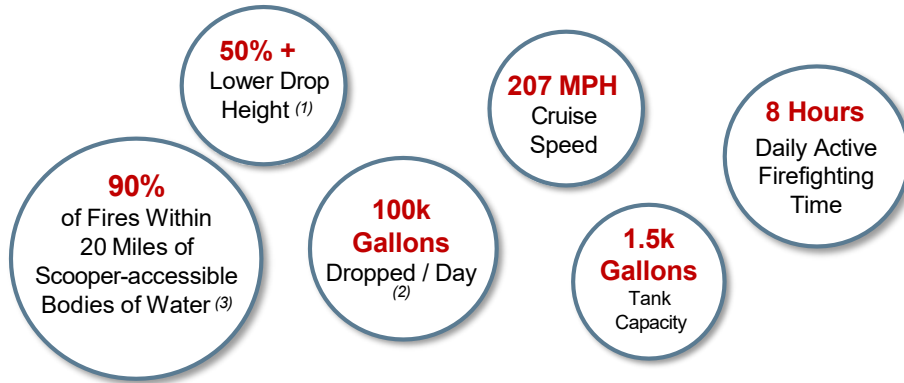 50% +
Lower Drop
Height (1)
207 MPH
Cruise
Speed
8 Hours
Daily Active
Firefighting
Time
90%
of Fires Within
20 Miles of
Scooper-accessible
Bodies of Water (3)
100k
Gallons
Dropped / Day
(2)
1.5k
Gallons
Tank
Capacity